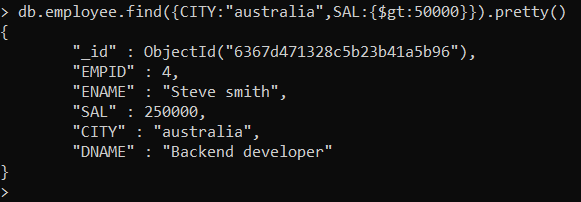 > db.employee.find({CITY:"australia",SAL:{$gt:50000}}).pretty()
{
        "_id" : ObjectId("6367d471328c5b23b41a5b96"),
        "EMPID" : 4,
        "ENAME" : "Steve smith",
        "SAL" : 250000,
        "CITY" : "australia",
        "DNAME" : "Backend developer"
}
>